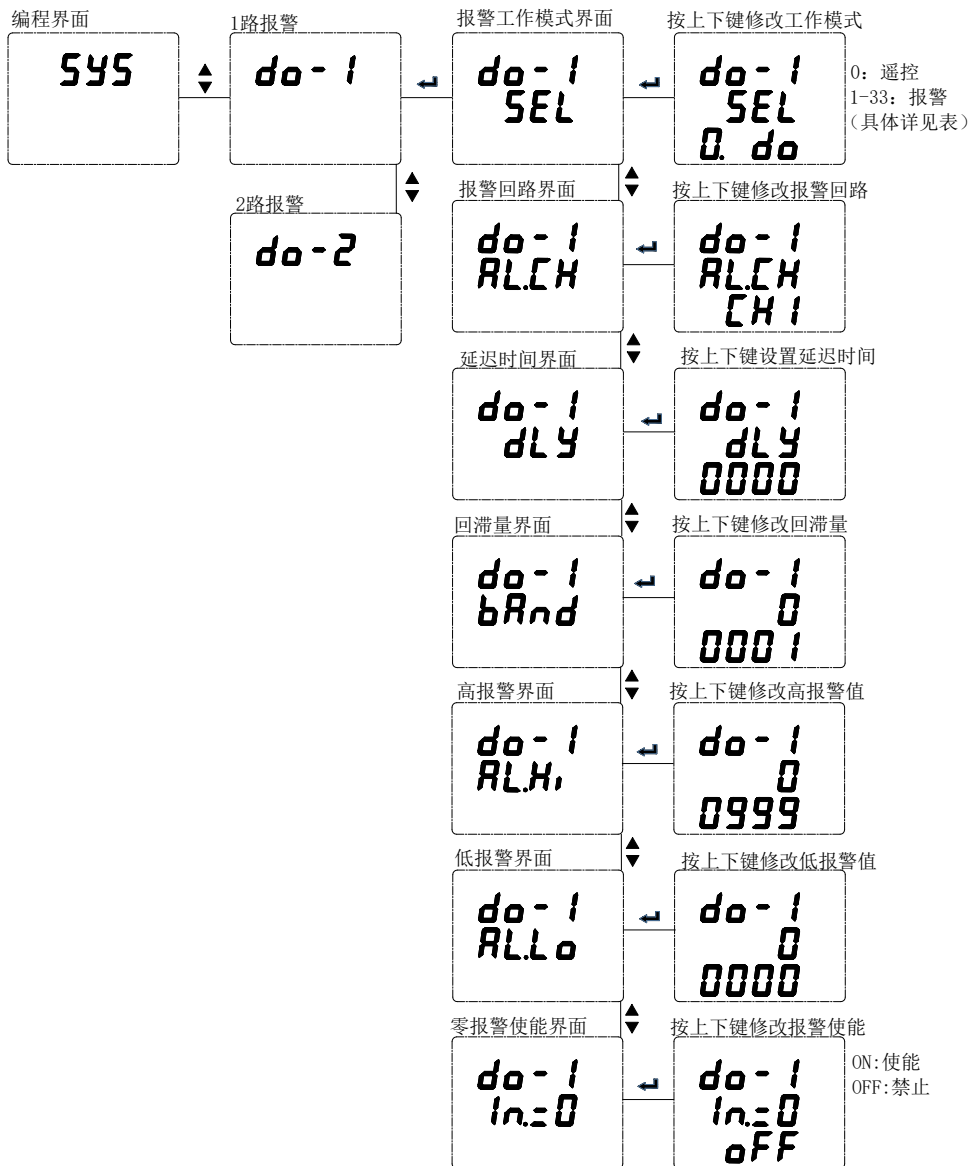 编程界面
SYS
1路报警
do-1
2路报警
do-2
报警工作模式界面
do-1
SEL
按上下键修改工作模式
do-1
SEL
0. do
0: 遥控
1-33: 报警
(具体详见表)
报警回路界面
do-1
AL.CH
按上下键修改报警回路
do-1
AL.CH
CH1
延迟时间界面
do-1
dLY
按上下键设置延迟时间
do-1
dLY
0000
回滞量界面
do-1
bAnd
按上下键修改回滞量
do-1
0
0001
高报警界面
do-1
AL.Hi
按上下键修改高报警值
do-1
0
0999
低报警界面
do-1
AL.Lo
按上下键修改低报警值
do-1
0
0000
零报警使能界面
do-1
In.=0
按上下键修改报警使能
do-1
In.=0
oFF
ON:使能
OFF:禁止